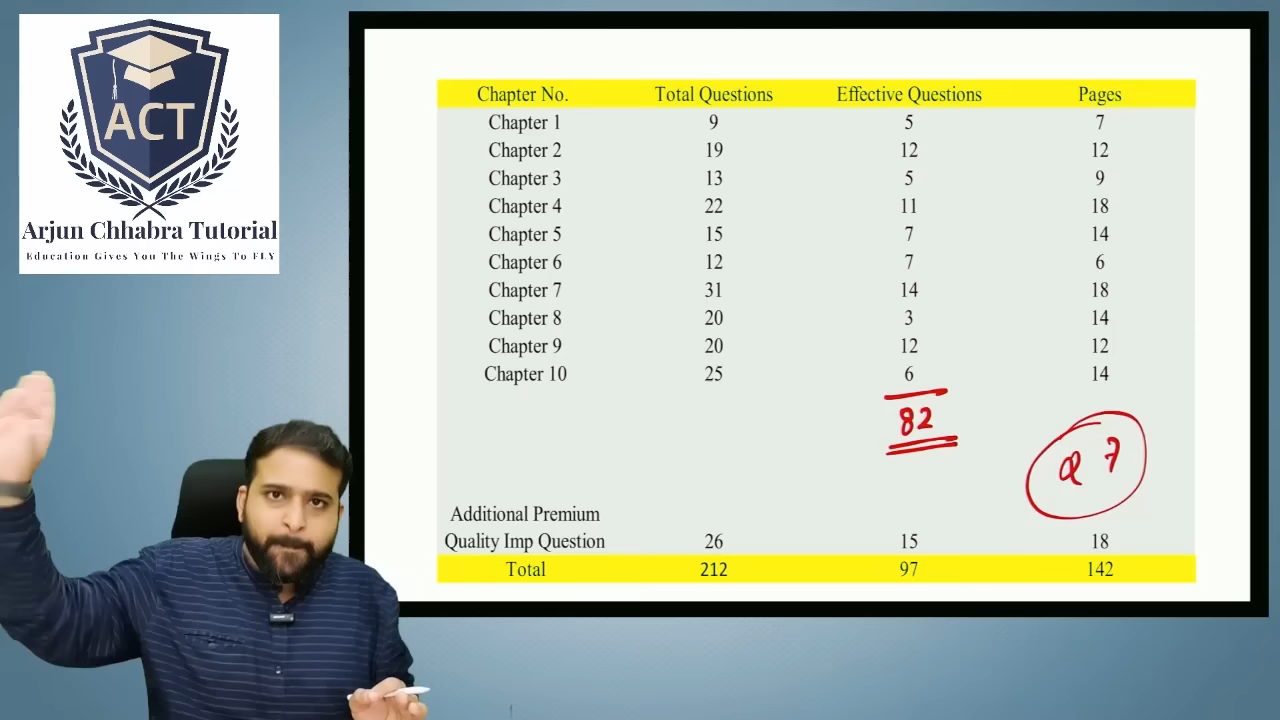 ACT
Arjun Chhabra Tutorial
Education Gives You The Wings To FLY
Chapter No. Total Questions Effective Questions Pages
Chapter 1 9 5 7
Chapter 2 19 12 12
Chapter 3 13 5 9
Chapter 4 22 11 18
Chapter 5 15 7 14
Chapter 6 12 7 6
Chapter 7 31 14 18
Chapter 8 20 3 14
Chapter 9 20 12 12
Chapter 10 25 6 14
82
Q 7
Additional Premium
Quality Imp Question 26 15 18
Total 212 97 142